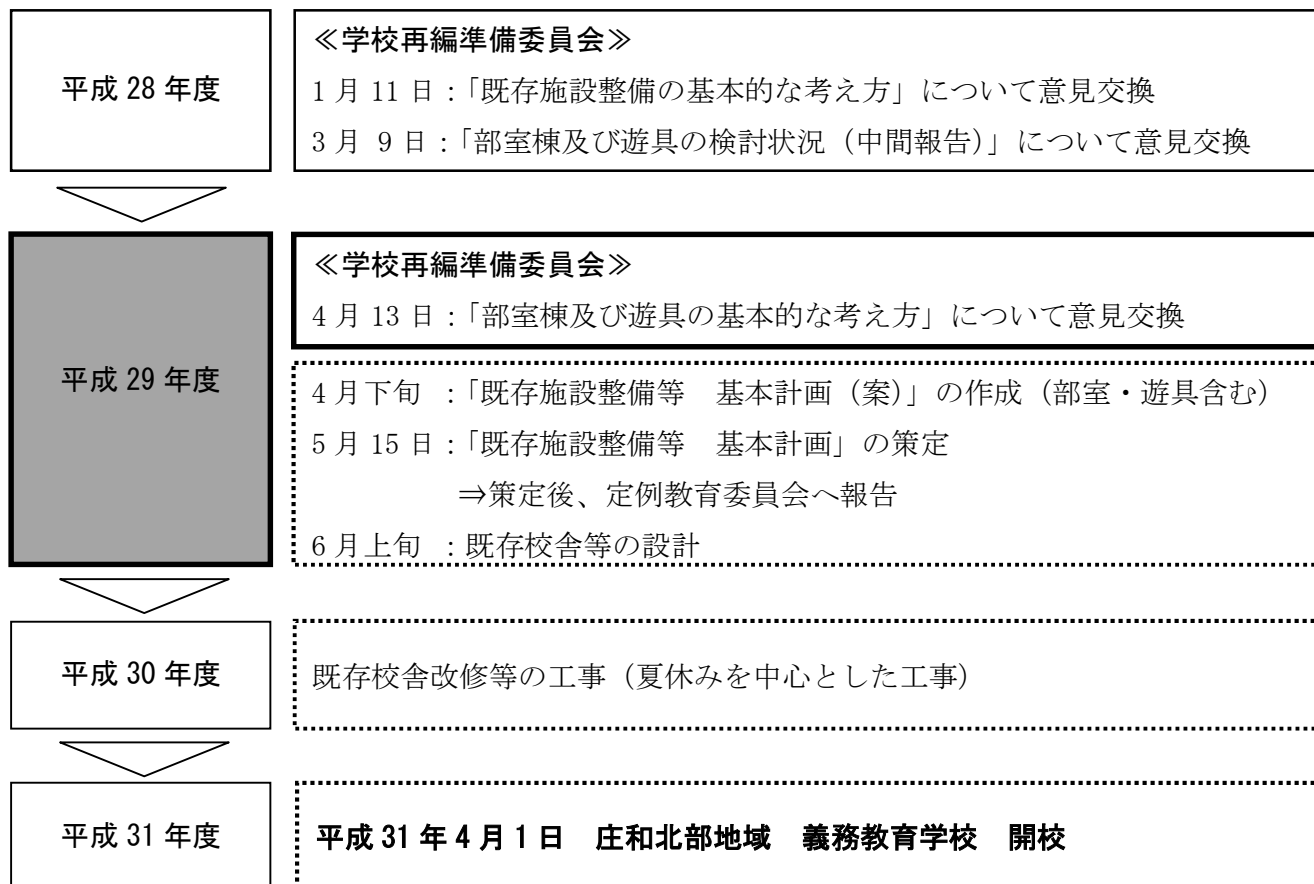 平成 28 年度
≪学校再編準備委員会≫
1 月 11 日：「既存施設整備の基本的な考え方」について意見交換
3 月 9 日：「部室棟及び遊具の検討状況（中間報告）」について意見交換
平成 29 年度
≪学校再編準備委員会≫
4 月 13 日：「部室棟及び遊具の基本的な考え方」について意見交換
4 月下旬 ：「既存施設整備等　基本計画（案）」の作成（部室・遊具含む）
5 月 15 日：「既存施設整備等　基本計画」の策定
⇒策定後、定例教育委員会へ報告
6 月上旬 ：既存校舎等の設計
平成 30 年度
既存校舎改修等の工事（夏休みを中心とした工事）
平成 31 年度
平成 31 年 4 月 1 日　庄和北部地域　義務教育学校　開校